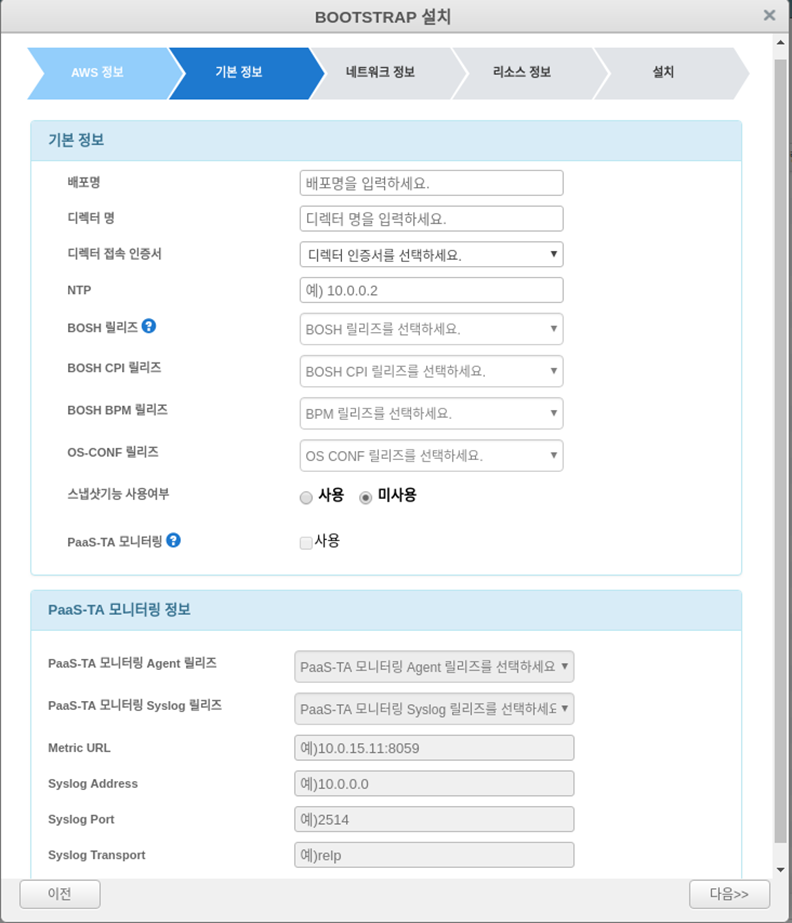 BOOTSTRAP 설치
AWS 정보
기본 정보
네트워크 정보
리소스 정보
설치
기본 정보
배포명
배포명을 입력하세요.
디렉터 명
디렉터 명을 입력하세요.
디렉터 접속 인증서
디렉터 인증서를 선택하세요.
NTP
예) 10.0.0.2
BOSH 릴리즈
BOSH 릴리즈를 선택하세요.
BOSH CPI 릴리즈
BOSH CPI 릴리즈를 선택하세요.
BOSH BPM 릴리즈
BPM 릴리즈를 선택하세요.
OS-CONF 릴리즈
OS CONF 릴리즈를 선택하세요.
스냅샷기능 사용여부
사용 미사용
PaaS-TA 모니터링
사용
PaaS-TA 모니터링 정보
PaaS-TA 모니터링 Agent 릴리즈
PaaS-TA 모니터링 Agent 릴리즈를 선택하세요
PaaS-TA 모니터링 Syslog 릴리즈
PaaS-TA 모니터링 Syslog 릴리즈를 선택하세요
Metric URL
예)10.0.15.11:8059
Syslog Address
예)10.0.0.0
Syslog Port
예)2514
Syslog Transport
예)relp
이전
다음>>